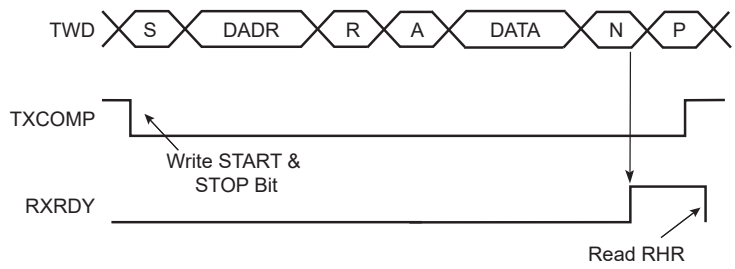 TWD S DADR R A DATA N P
TXCOMP
Write START &
STOP Bit
RXRDY
Read RHR